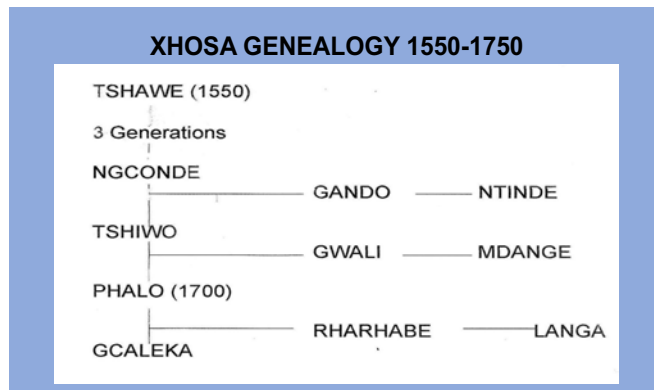 XHOSA GENEALOGY 1550-1750
TSHAWE (1550)
3 Generations
NGCONDE
GANDO NTINDE
TSHIWO
GWALI MDANGE
PHALO (1700)
RHARHABE LANGA
GCALEKA